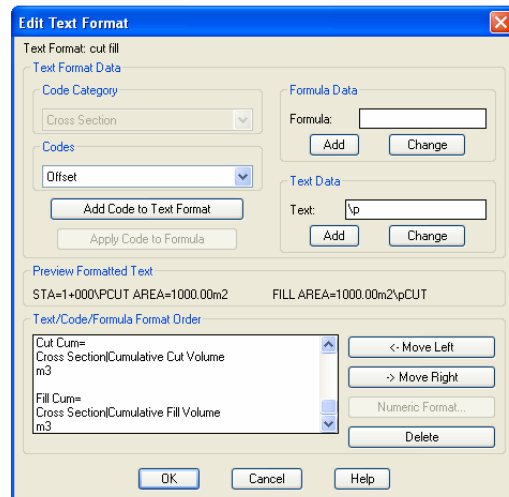 Edit Text Format
Text Format: cut fill
Text Format Data
Code Category
Cross Section
Codes
Offset
Add Code to Text Format
Apply Code to Formula
Formula Data
Formula:
Add Change
Text Data
Text: \p
Add Change
Preview Formatted Text
STA=1+000\PCUT AREA=1000.00m2 FILL AREA=1000.00m2\pCUT
Text/Code/Formula Format Order
Cut Cum=
Cross Section|Cumulative Cut Volume
m3
Fill Cum=
Cross Section|Cumulative Fill Volume
m3
<- Move Left
-> Move Right
Numeric Format...
Delete
OK Cancel Help